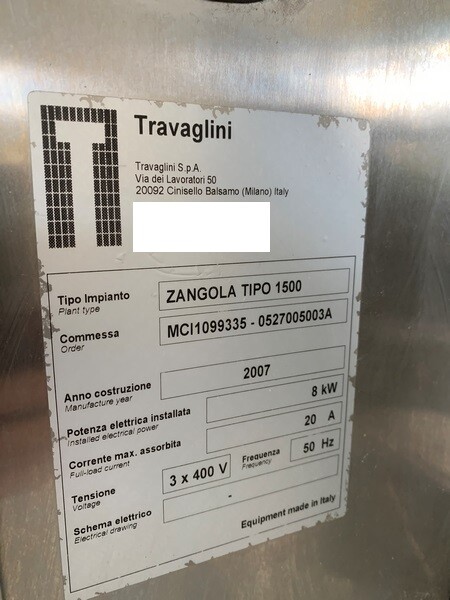 Travaglini
Travaglini S.p.A.
Via dei Lavoratori 50
20092 Cinisello Balsamo (Milano) Italy
Tipo Impianto
Plant type
ZANGOLA TIPO 1500
Commessa
Order
MCI1099335 - 0527005003A
Anno costruzione
Manufacture year
2007
Potenza elettrica installata
Installed electrical power
8 kW
Corrente max. assorbita
Full-load current
20 A
Tensione
Voltage
3 x 400 V
Frequenza
Frequency
50 Hz
Schema elettrico
Electrical drawing
-
Equipment made in Italy